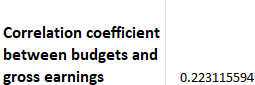 Correlation coefficient
between budgets and
gross earnings 0.223115594